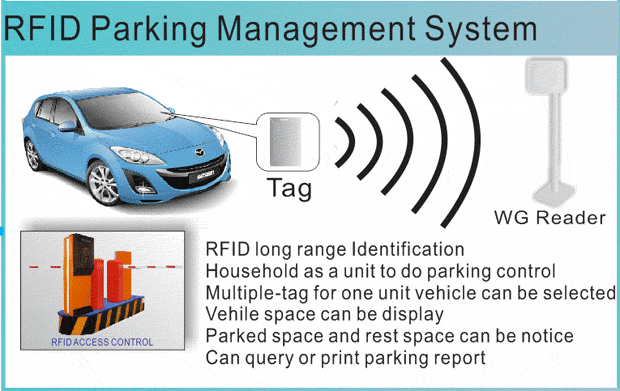 RFID Parking Management System
Tag
WG Reader
RFID long range Identification
Household as a unit to do parking control
Multiple-tag for one unit vehicle can be selected
Vehile space can be display
Parked space and rest space can be notice
Can query or print parking report
RFID ACCESS CONTROL